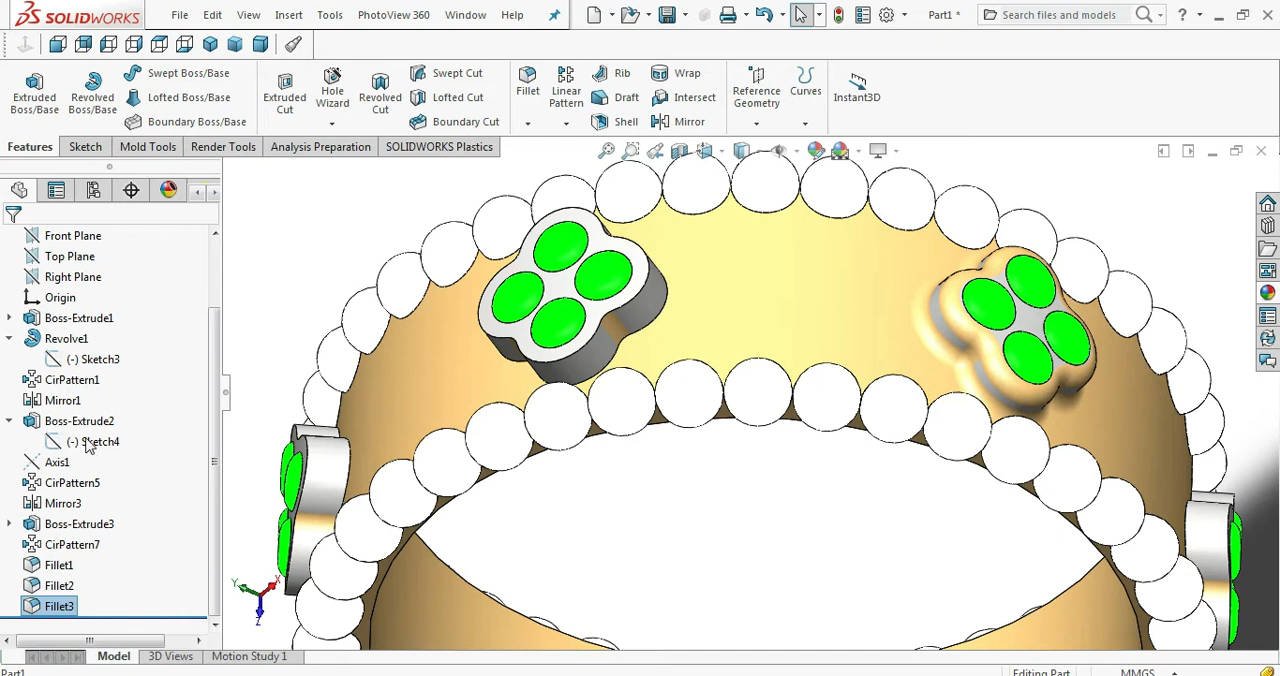 SOLIDWORKS File Edit View Insert Tools PhotoView 360 Window Help Part1 * Search files and models ?
Extruded Boss/Base
Revolved Boss/Base
Swept Boss/Base
Lofted Boss/Base
Boundary Boss/Base
Extruded Cut
Hole Wizard
Revolved Cut
Swept Cut
Lofted Cut
Boundary Cut
Fillet
Linear Pattern
Rib
Draft
Shell
Wrap
Intersect
Mirror
Reference Geometry
Curves
Instant3D
Features Sketch Mold Tools Render Tools Analysis Preparation SOLIDWORKS Plastics
Front Plane
Top Plane
Right Plane
Origin
Boss-Extrude1
Revolve1
(-) Sketch3
CirPattern1
Mirror1
Boss-Extrude2
(-) Sketch4
Axis1
CirPattern5
Mirror3
Boss-Extrude3
CirPattern7
Fillet1
Fillet2
Fillet3
Y X
Z
Model 3D Views Motion Study 1
Part1 Editing Part MMGS